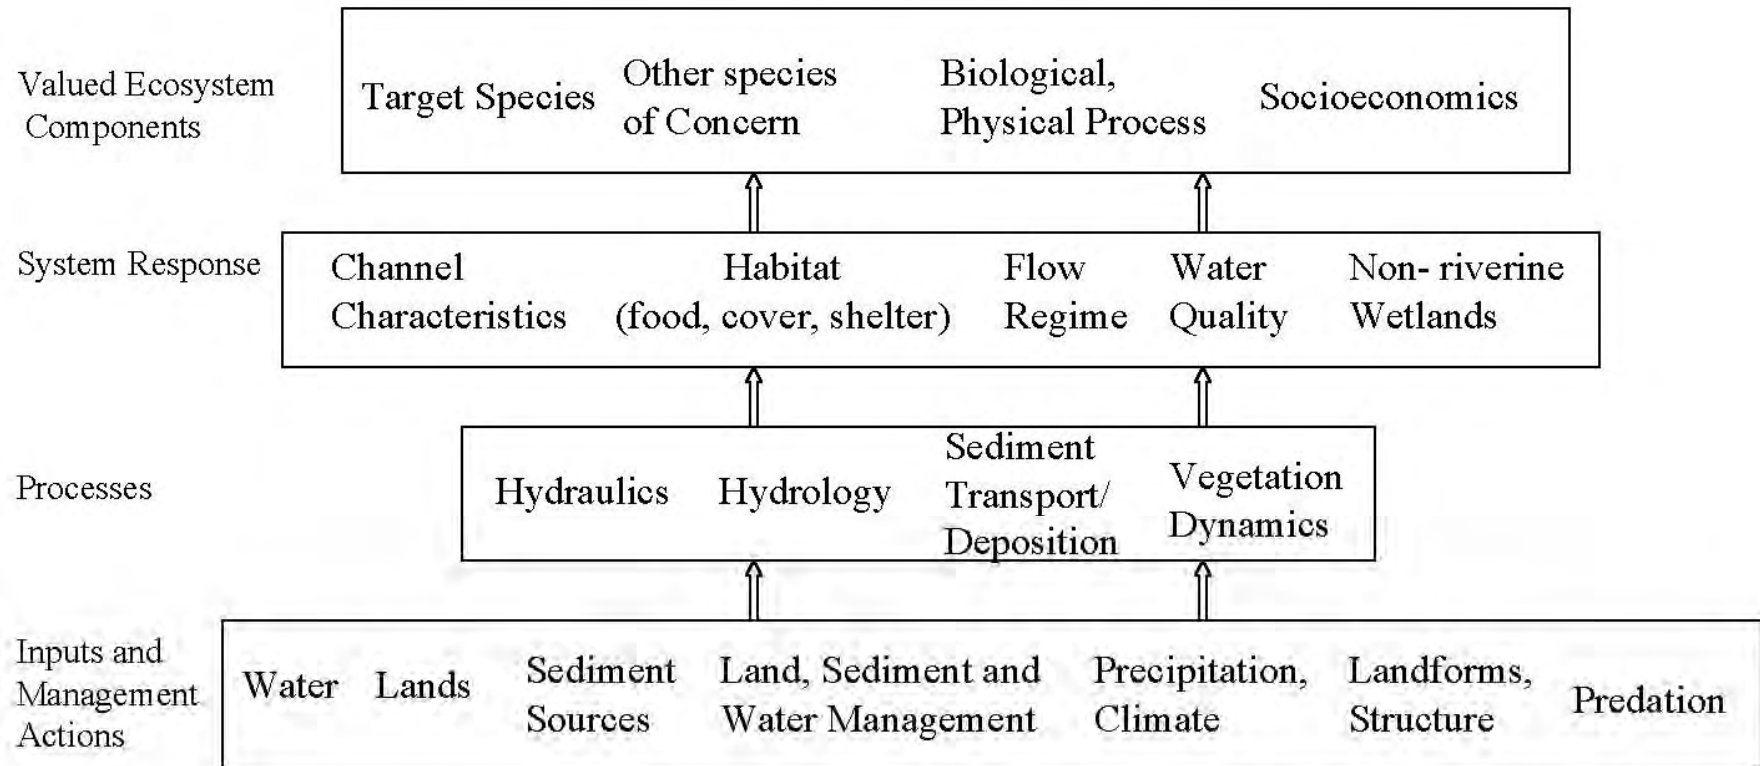 Valued Ecosystem
Components
Target Species
Other species
of Concern
Biological,
Physical Process
Socioeconomics
System Response
Channel
Characteristics
Habitat
(food, cover, shelter)
Flow
Regime
Water
Quality
Non- riverine
Wetlands
Processes
Hydraulics
Hydrology
Sediment
Transport/
Deposition
Vegetation
Dynamics
Inputs and
Management
Actions
Water
Lands
Sediment
Sources
Land, Sediment and
Water Management
Precipitation,
Climate
Landforms,
Structure
Predation